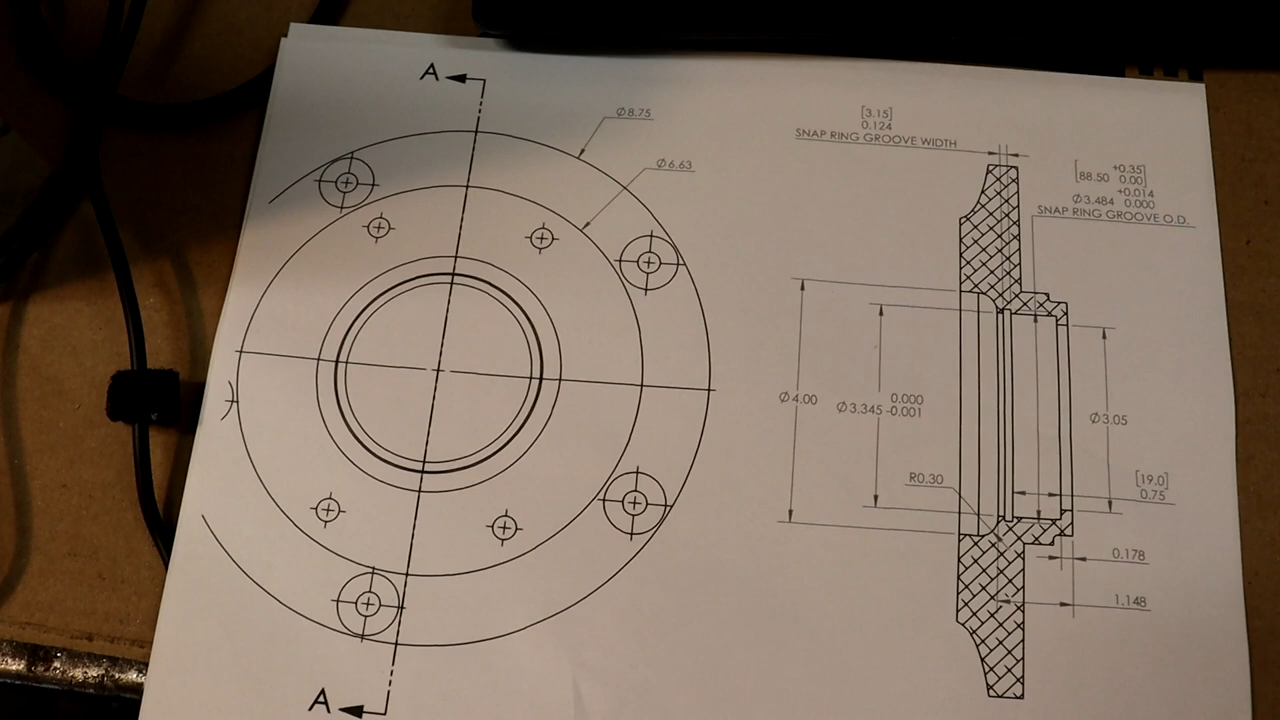 A
Ø8.75
Ø6.63
A
[3.15]
0.124
SNAP RING GROOVE WIDTH
[88.50 +0.35 0.00]
Ø3.484 +0.014 0.000
SNAP RING GROOVE O.D.
Ø4.00
Ø3.345 0.000 -0.001
Ø3.05
R0.30
[19.0]
0.75
0.178
1.148